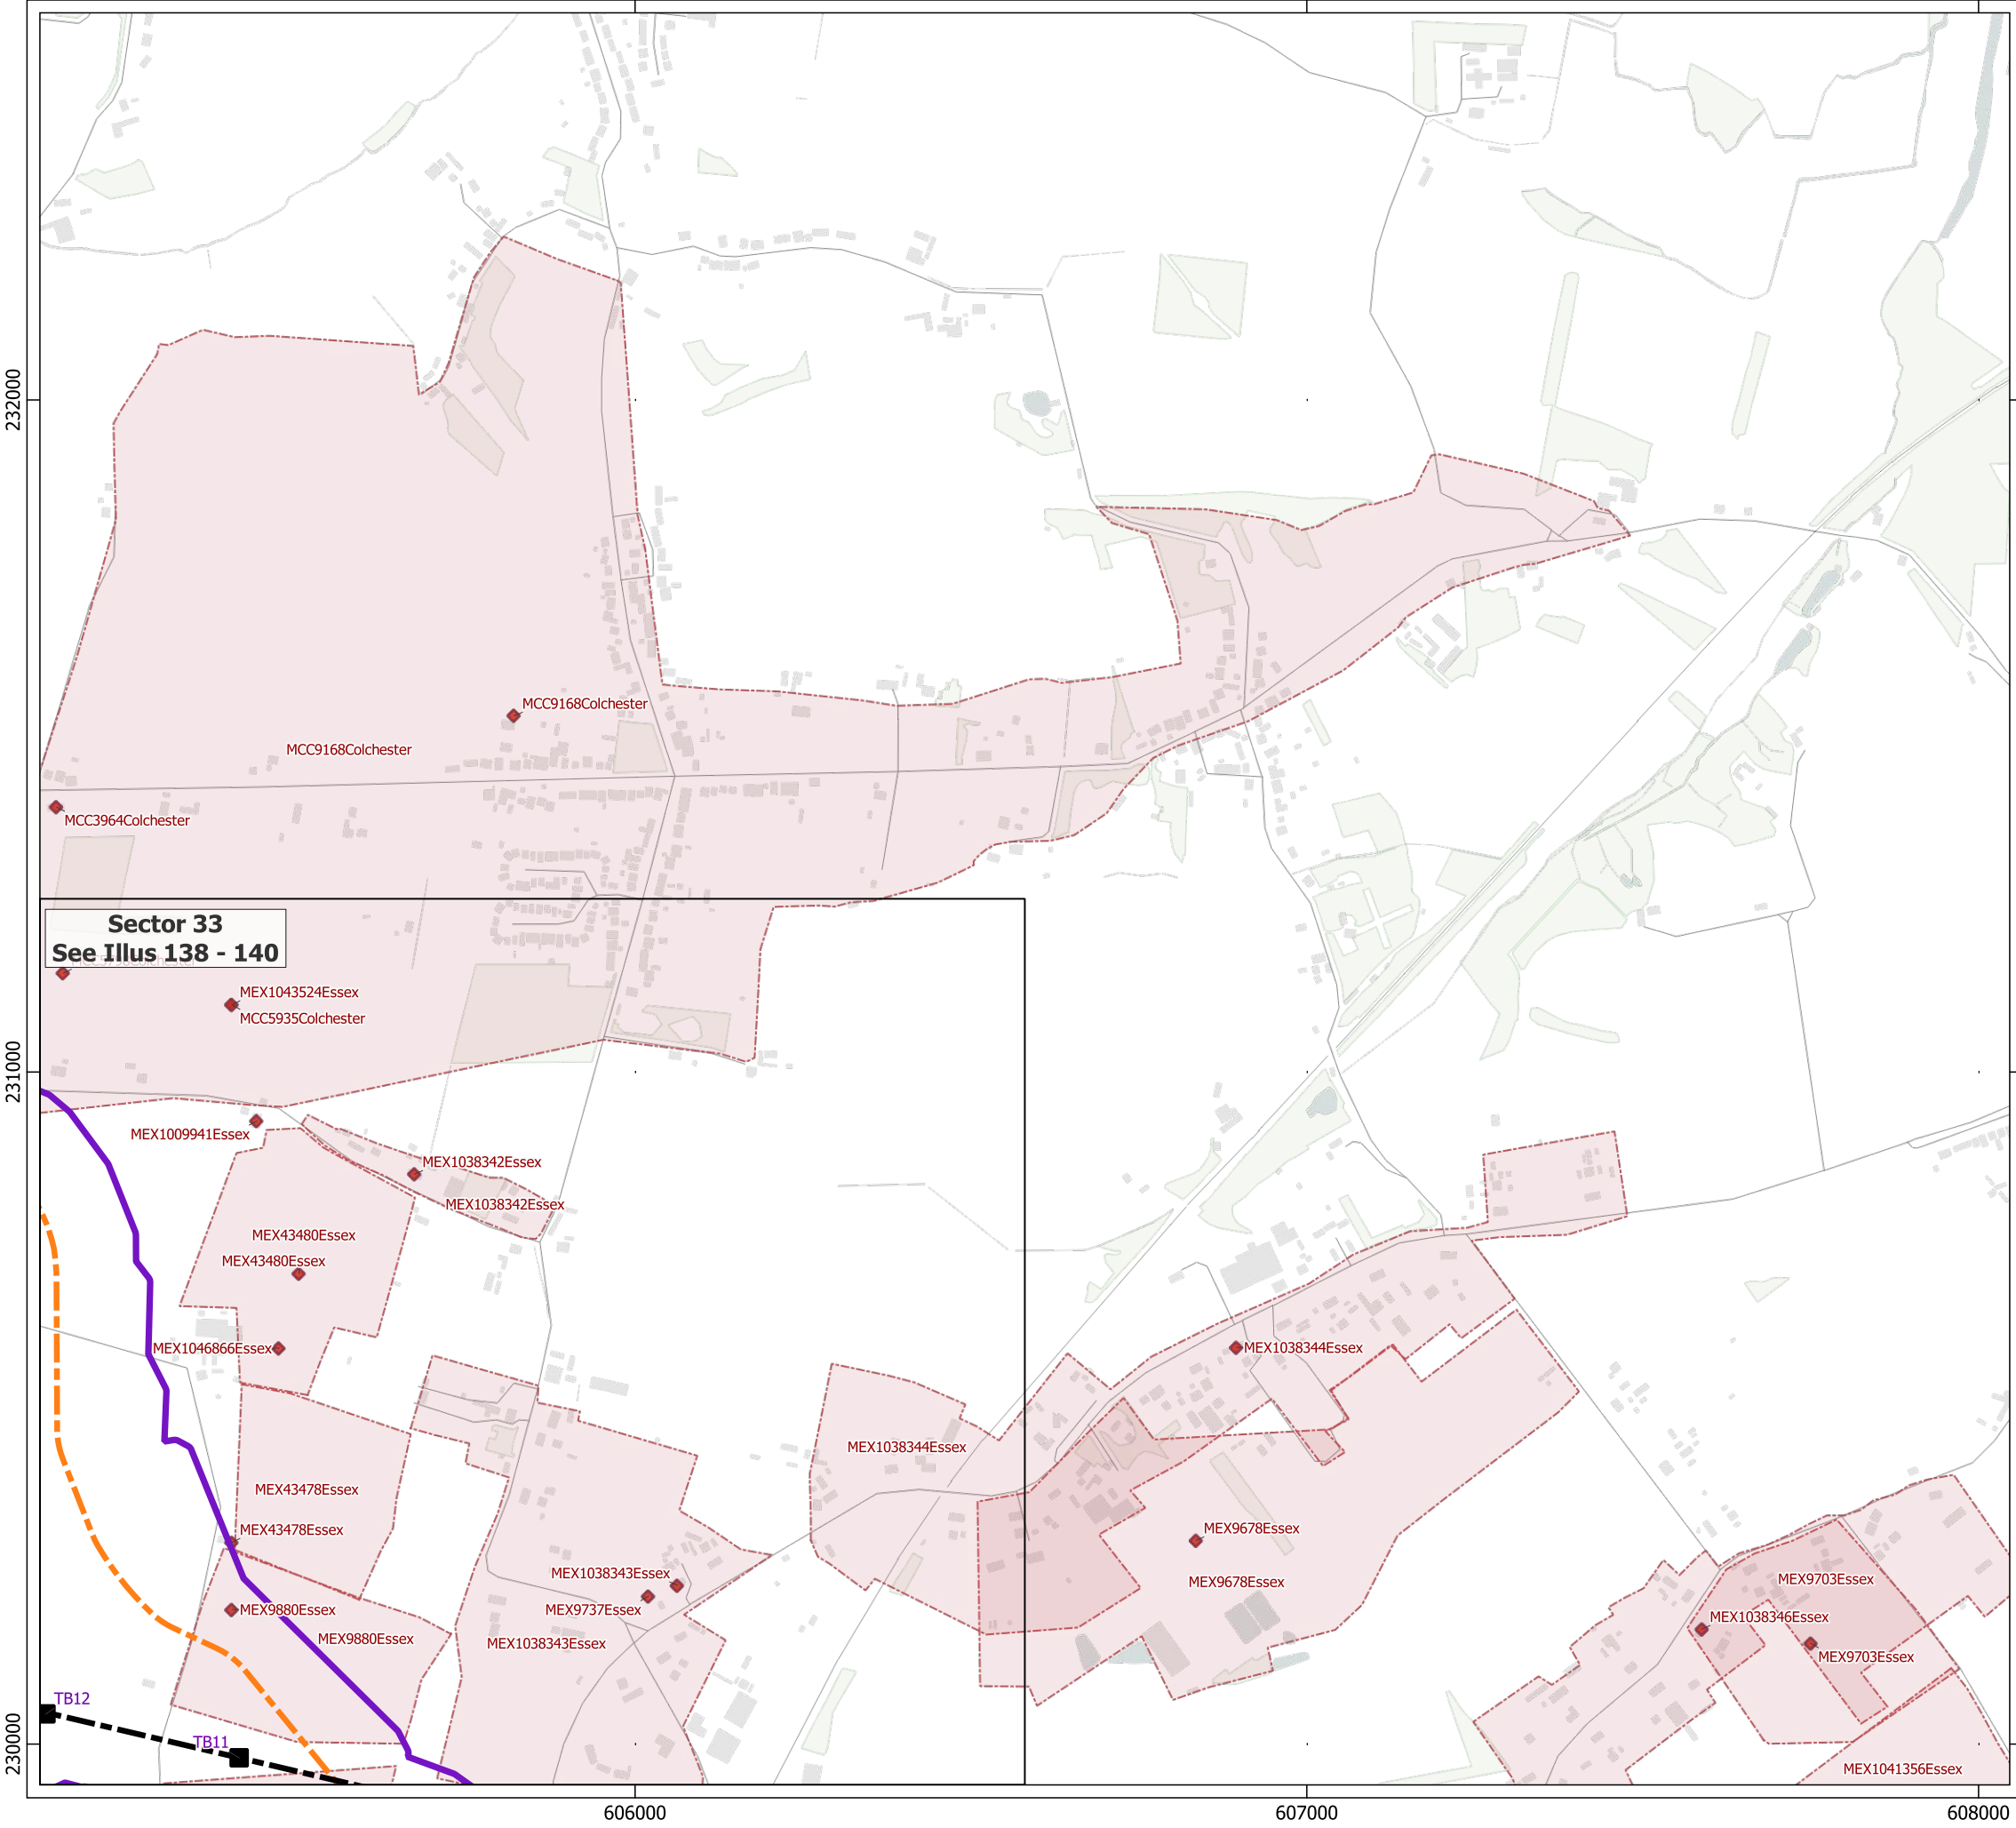 232000
MCC9168Colchester
MCC9168Colchester
MCC3964Colchester
Sector 33
See Illus 138 - 140
MEX1043524Essex
MCC5935Colchester
231000
MEX1009941Essex
MEX1038342Essex
MEX1038342Essex
MEX43480Essex
MEX43480Essex
MEX1046866Essex
MEX1038344Essex
MEX1038344Essex
MEX43478Essex
MEX43478Essex
MEX9678Essex
MEX1038343Essex
MEX9678Essex
MEX9703Essex
MEX9880Essex
MEX9737Essex
MEX1038346Essex
MEX9880Essex
MEX1038343Essex
MEX9703Essex
TB12
TB11
230000
MEX1041356Essex
606000
607000
608000